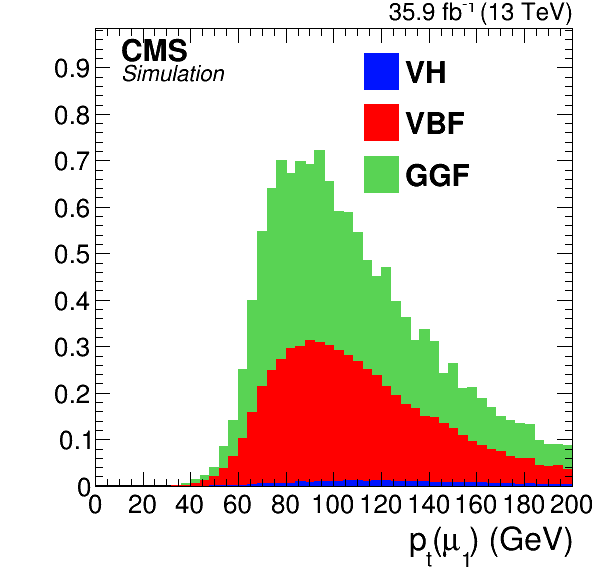 35.9 fb⁻¹ (13 TeV)
CMS
Simulation
VH
VBF
GGF
0.9
0.8
0.7
0.6
0.5
0.4
0.3
0.2
0.1
0
0 20 40 60 80 100 120 140 160 180 200
pₜ(μ₁) (GeV)